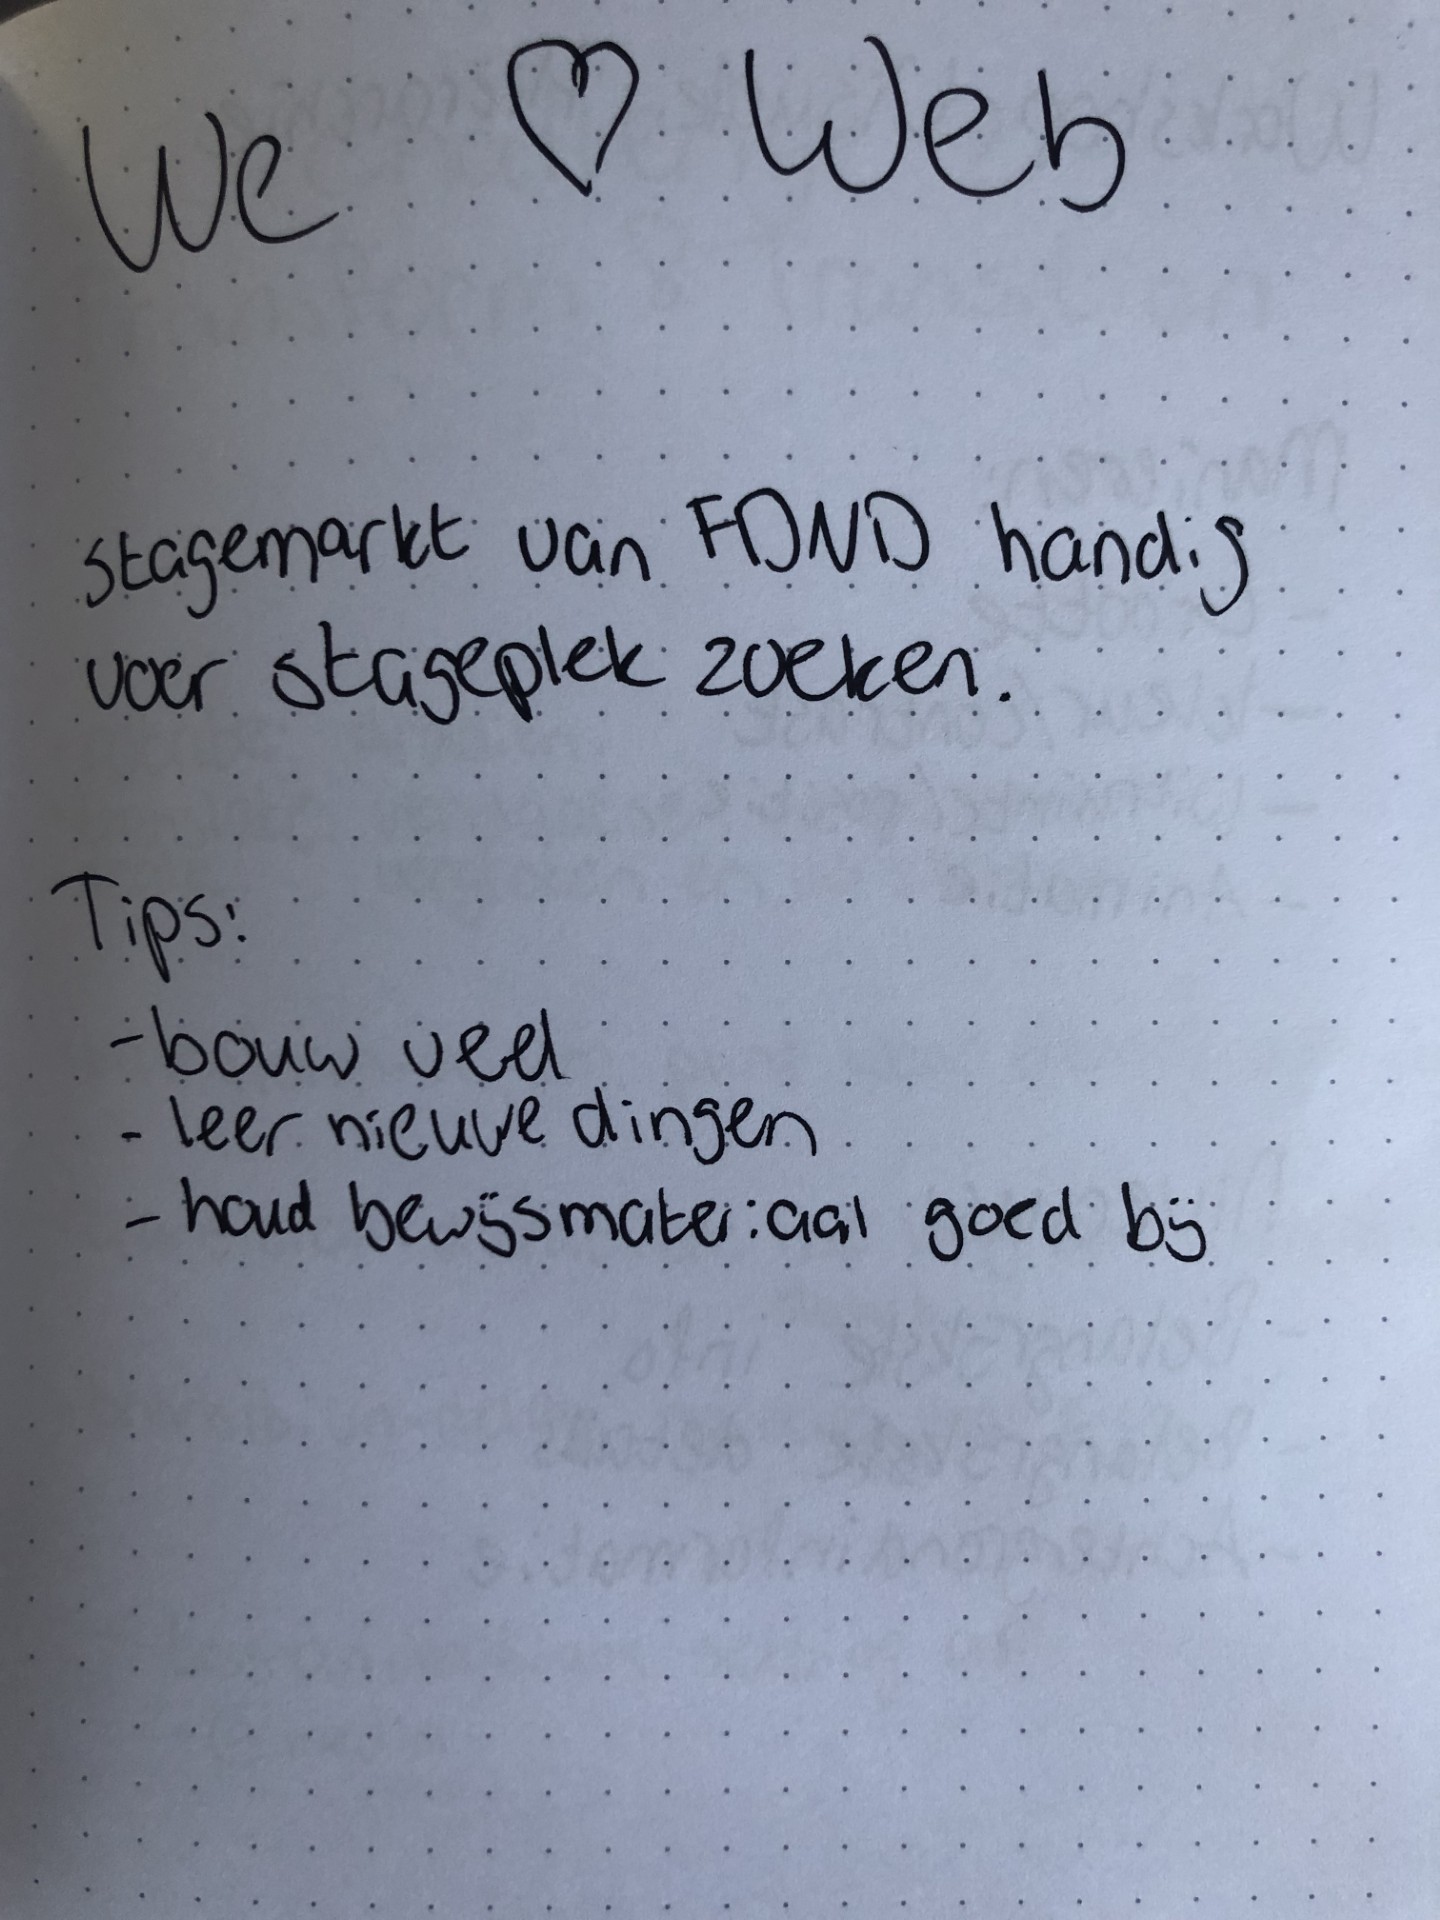 We ♡ Web
stagemarkt van FDND handig
voor stageplek zoeken.
Tips:
- bouw veel
- leer nieuwe dingen
- houd bewijsmateriaal goed bij